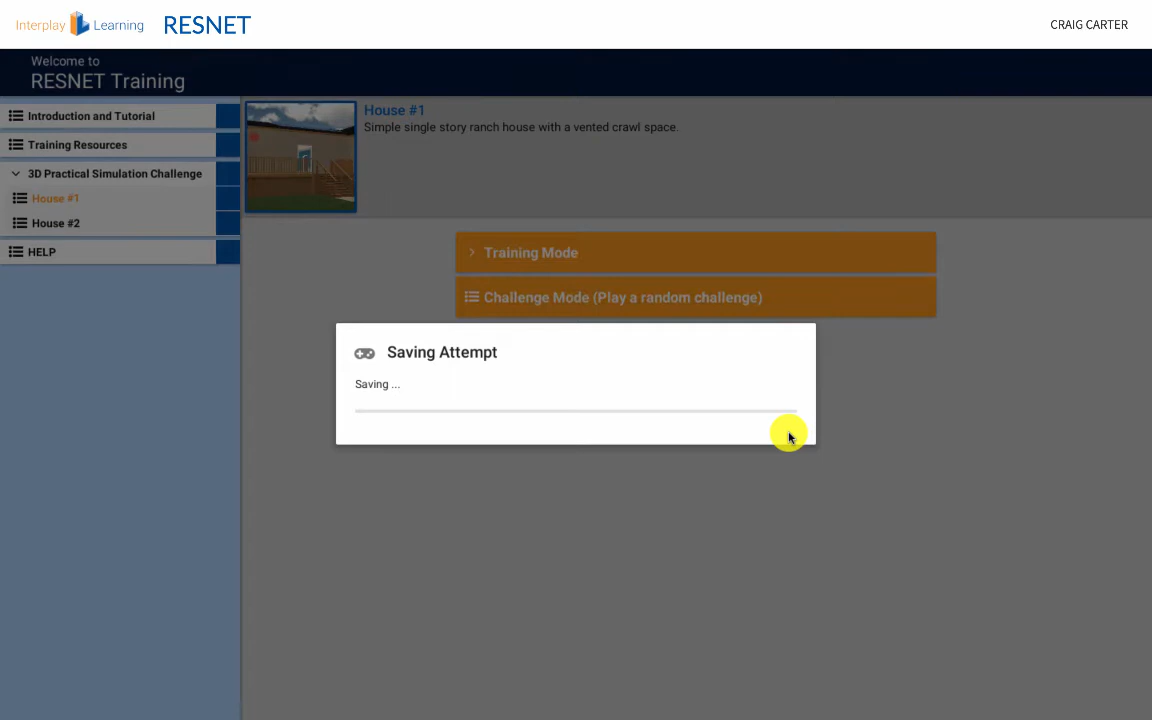 Interplay Learning RESNET
CRAIG CARTER
Welcome to
RESNET Training
Introduction and Tutorial
Training Resources
3D Practical Simulation Challenge
House #1
House #2
HELP
House #1
Simple single story ranch house with a vented crawl space.
Training Mode
Challenge Mode (Play a random challenge)
Saving Attempt
Saving ...